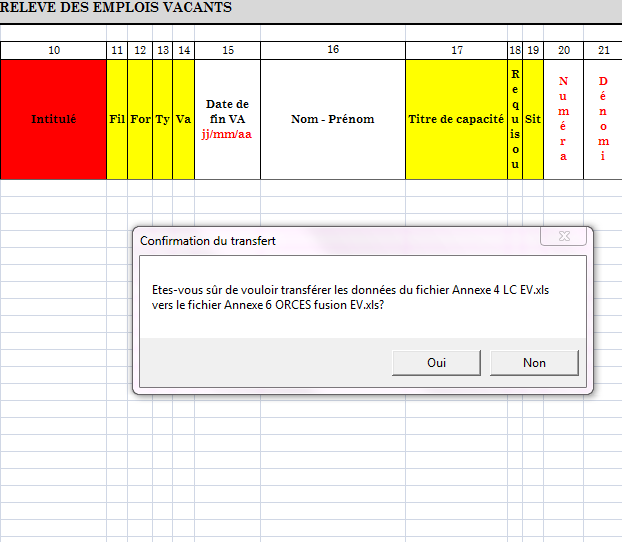 RELEVE DES EMPLOIS VACANTS
10 11 12 13 14 15 16 17 18 19 20 21
Intitulé Fil For Ty Va Date de fin VA jj/mm/aa Nom - Prénom Titre de capacité Requisou Sit Numéra Dénomi
Confirmation du transfert
Etes-vous sûr de vouloir transférer les données du fichier Annexe 4 LC EV.xls
vers le fichier Annexe 6 ORCES fusion EV.xls?
Oui Non